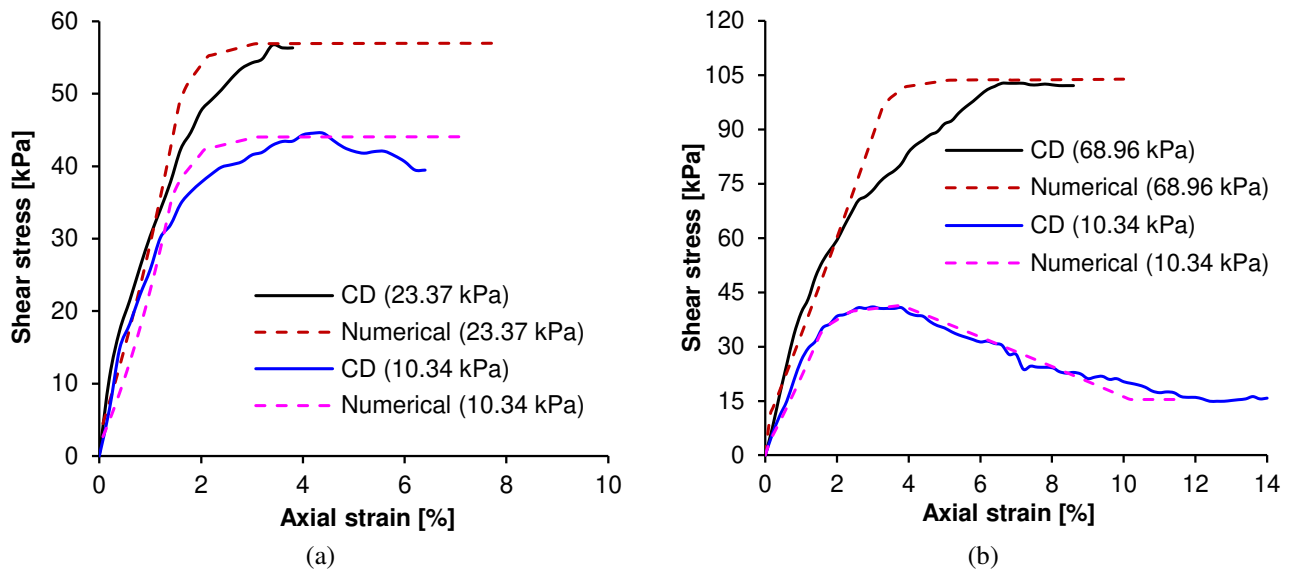 60
50
40
30
20
10
0
Shear stress [kPa]
CD (23.37 kPa)
Numerical (23.37 kPa)
CD (10.34 kPa)
Numerical (10.34 kPa)
0 2 4 6 8 10
Axial strain [%]
(a)
120
105
90
75
60
45
30
15
0
Shear stress [kPa]
CD (68.96 kPa)
Numerical (68.96 kPa)
CD (10.34 kPa)
Numerical (10.34 kPa)
0 2 4 6 8 10 12 14
Axial strain [%]
(b)